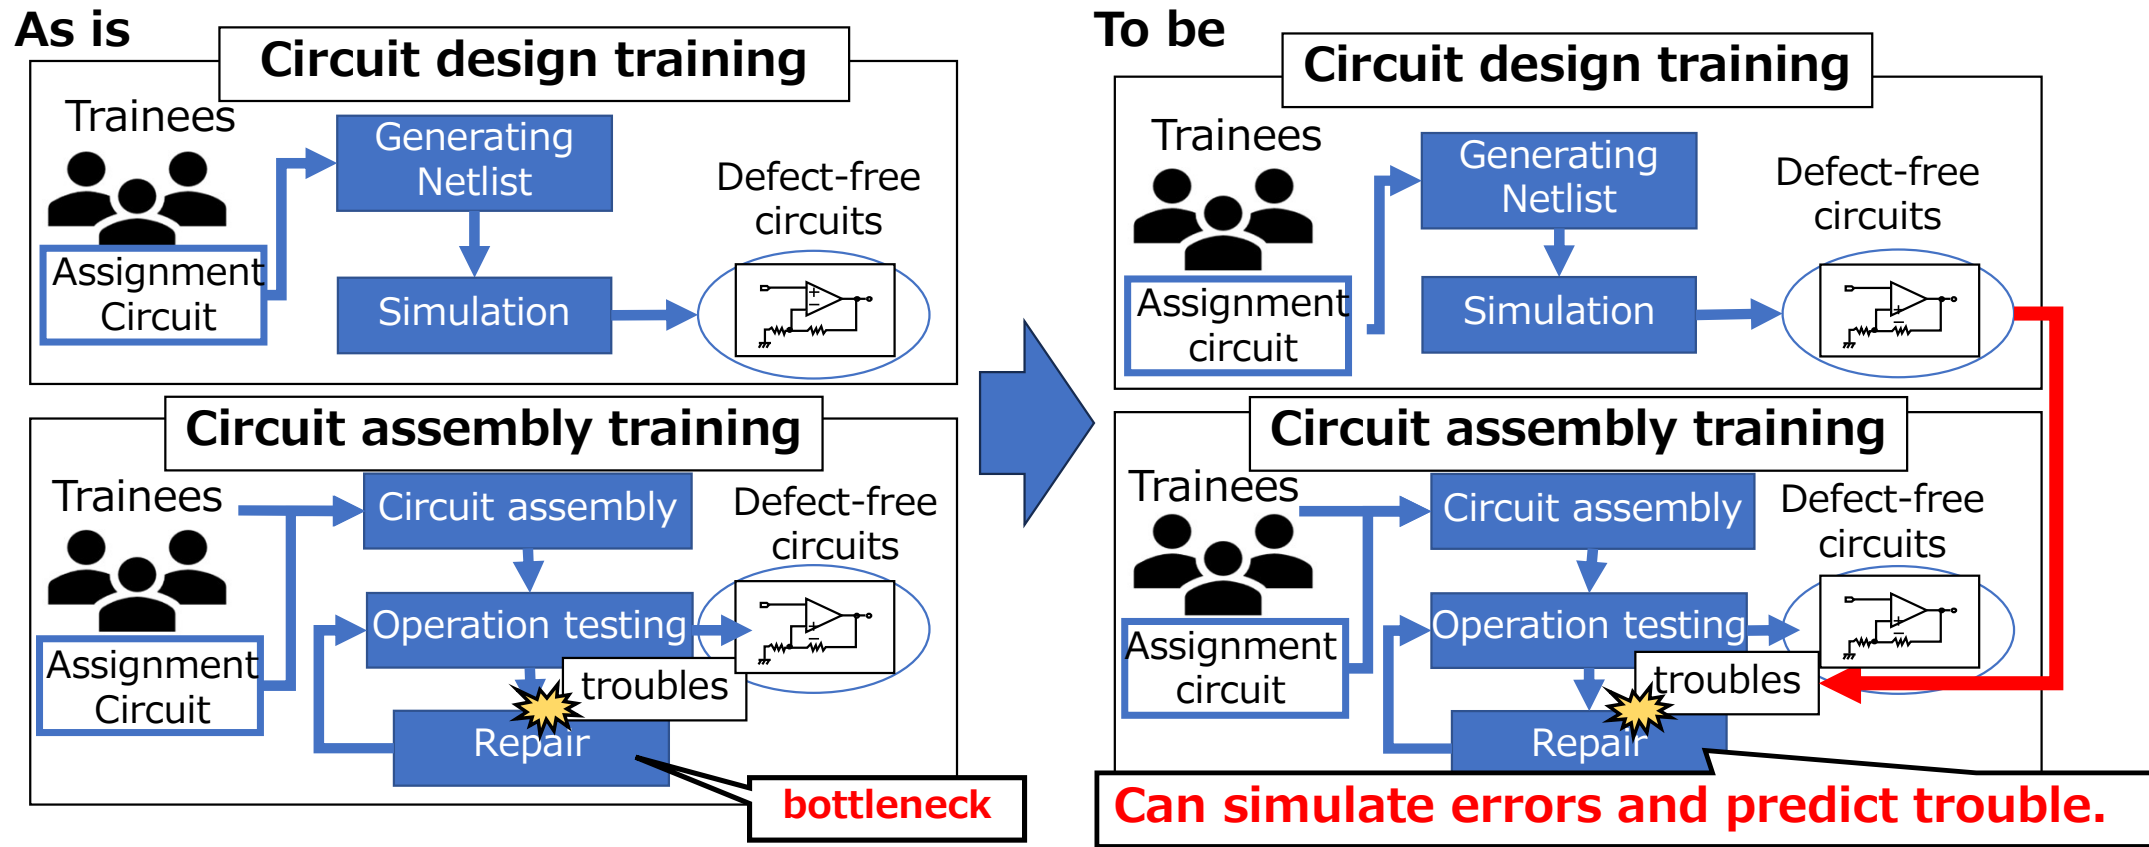 As is
Circuit design training
Trainees
Assignment
Circuit
Generating
Netlist
Simulation
Defect-free
circuits
+
−
Circuit assembly training
Trainees
Assignment
Circuit
Circuit assembly
Operation testing
troubles
Repair
bottleneck
Defect-free
circuits
+
−
To be
Circuit design training
Trainees
Assignment
circuit
Generating
Netlist
Simulation
Defect-free
circuits
+
−
Circuit assembly training
Trainees
Assignment
circuit
Circuit assembly
Operation testing
troubles
Repair
Defect-free
circuits
+
−
Can simulate errors and predict trouble.